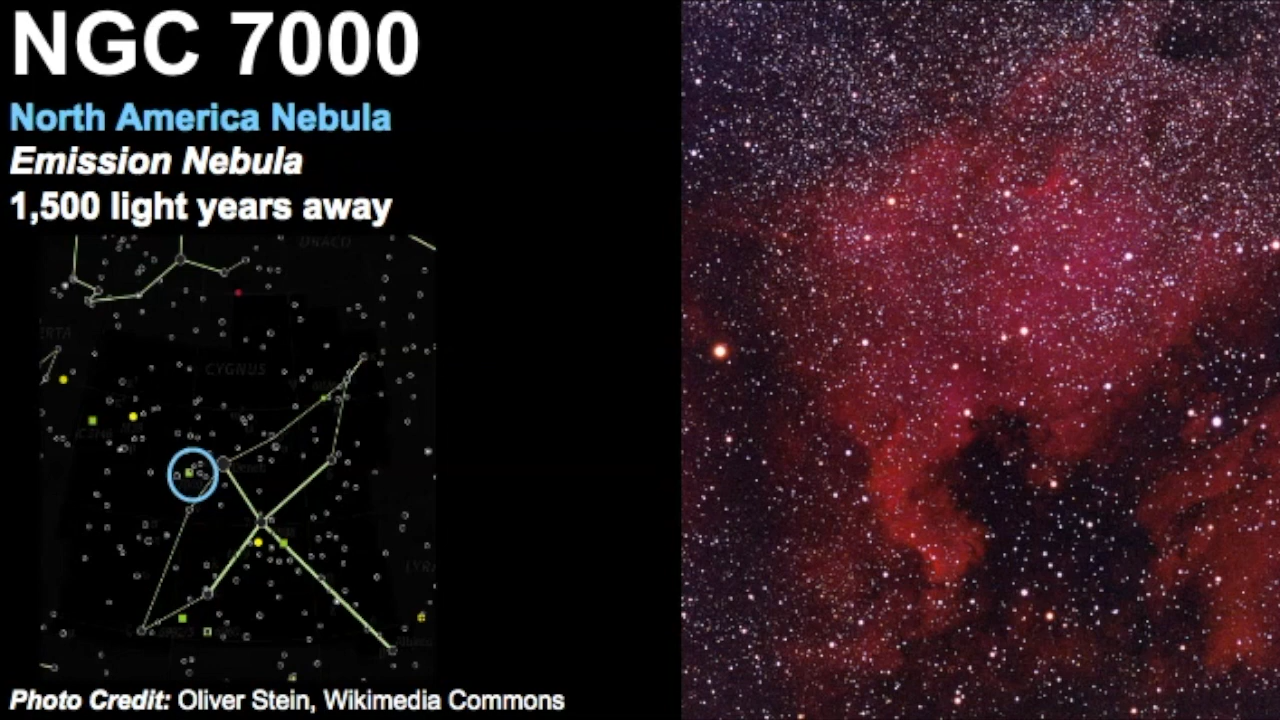 NGC 7000
North America Nebula
Emission Nebula
1,500 light years away
DRACO
CYGNUS
Photo Credit: Oliver Stein, Wikimedia Commons